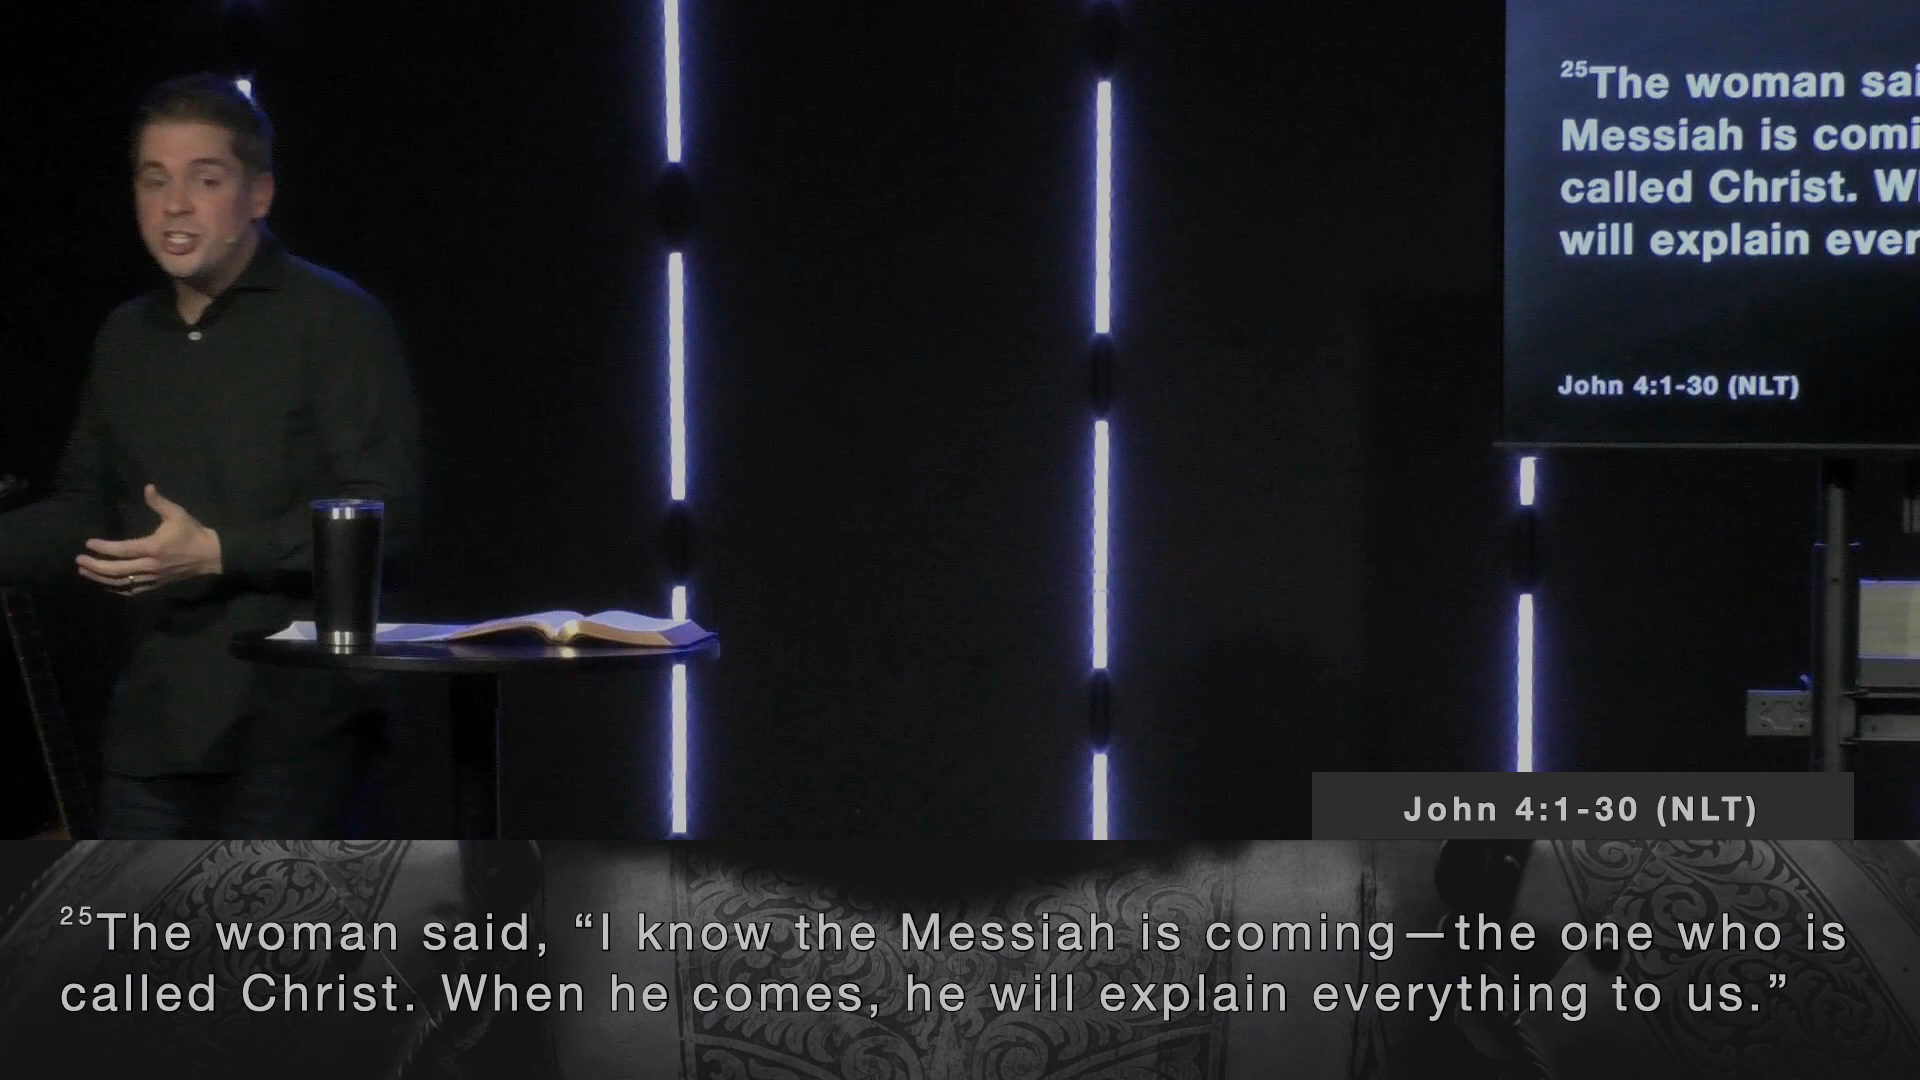 25The woman sai
Messiah is comi
called Christ. W
will explain ever
John 4:1-30 (NLT)
John 4:1-30 (NLT)
25The woman said, “I know the Messiah is coming—the one who is
called Christ. When he comes, he will explain everything to us.”